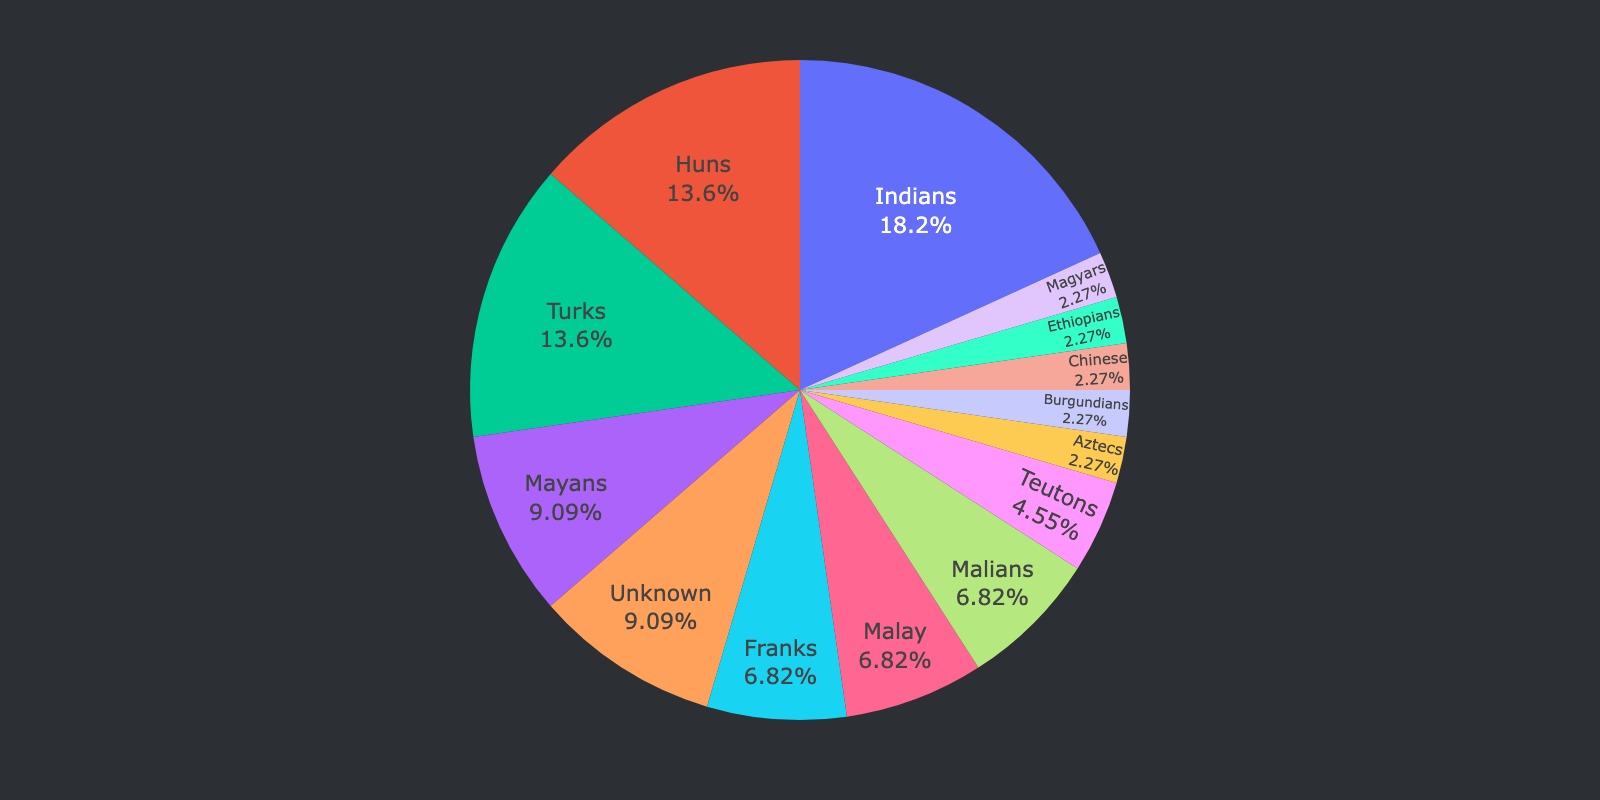 Huns
13.6%
Indians
18.2%
Magyars
2.27%
Ethiopians
2.27%
Turks
13.6%
Chinese
2.27%
Burgundians
2.27%
Aztecs
2.27%
Mayans
9.09%
Teutons
4.55%
Malians
6.82%
Unknown
9.09%
Malay
6.82%
Franks
6.82%